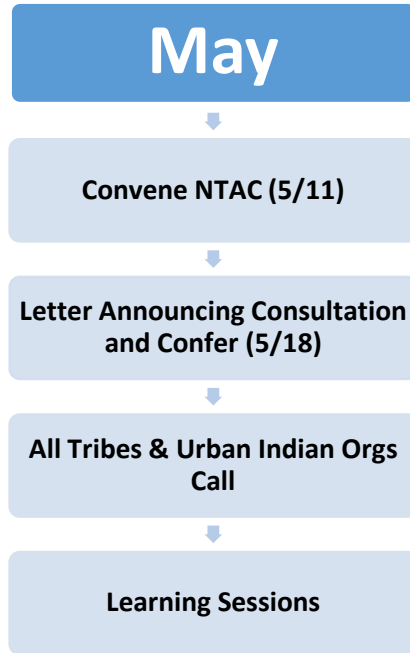 May
Convene NTAC (5/11)
Letter Announcing Consultation
and Confer (5/18)
All Tribes & Urban Indian Orgs
Call
Learning Sessions